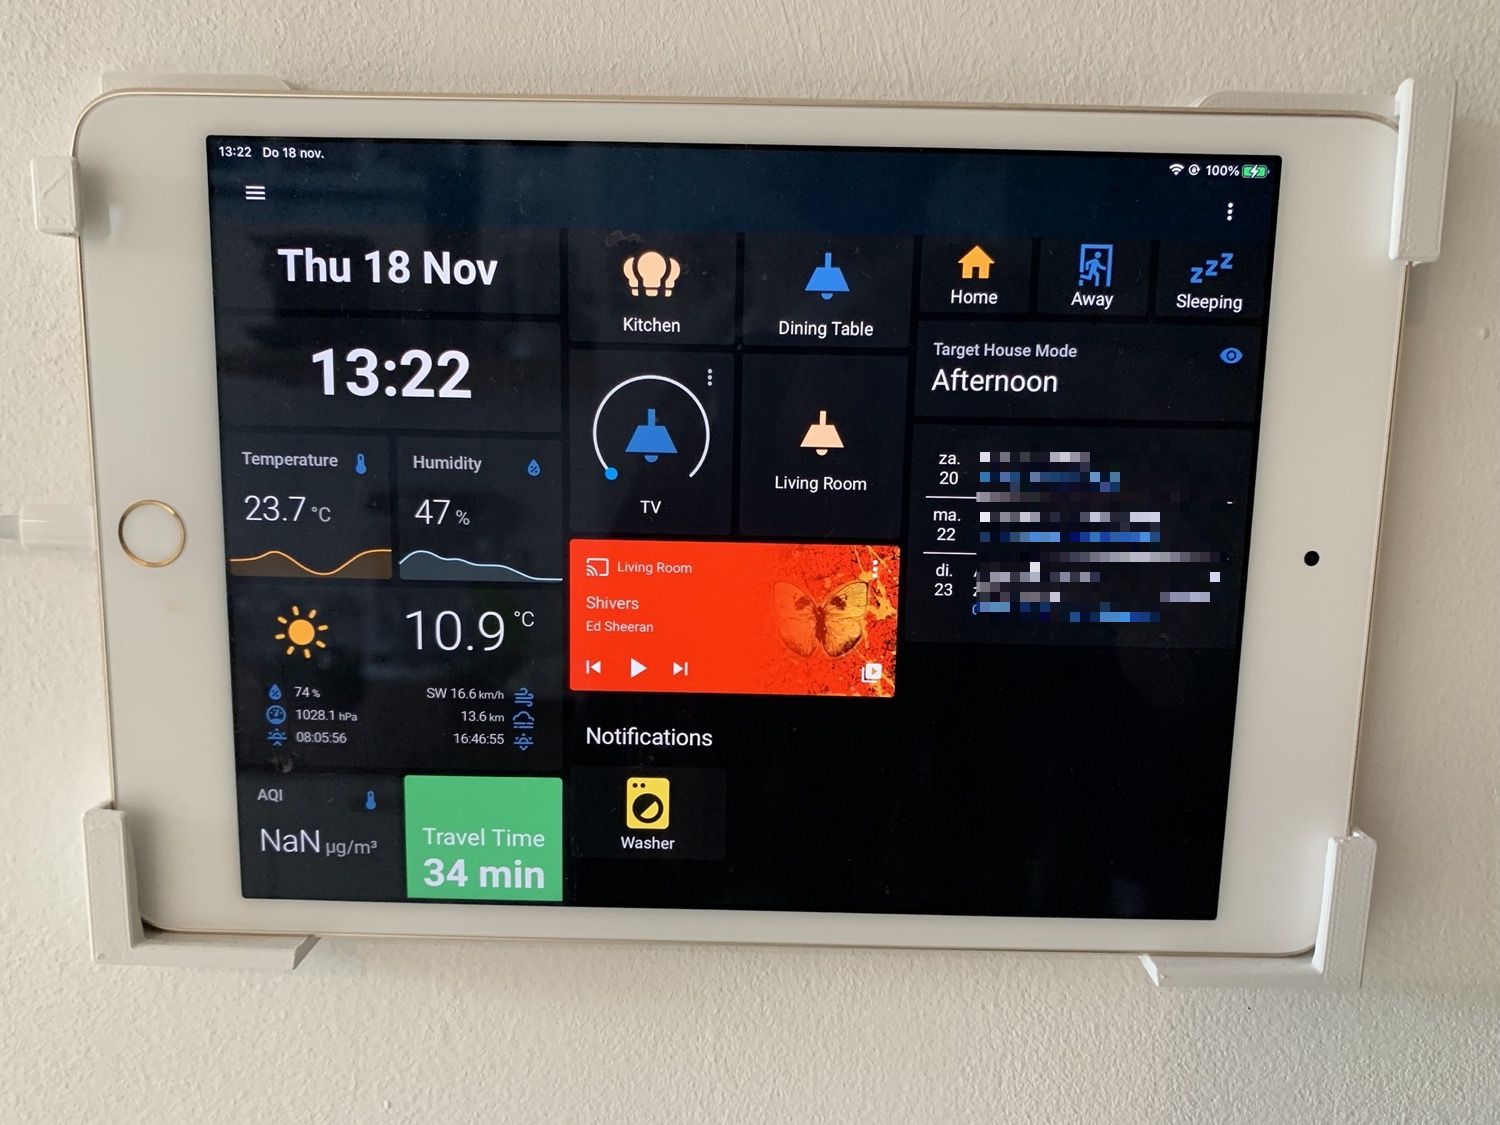 13:22 Do 18 nov.
100%
Thu 18 Nov
13:22
Temperature
23.7 °C
Humidity
47 %
10.9 °C
74 %
1028.1 hPa
08:05:56
SW 16.6 km/h
13.6 km
16:46:55
AQI
NaN µg/m³
Travel Time
34 min
Kitchen
Dining Table
TV
Living Room
Living Room
Shivers
Ed Sheeran
Notifications
Washer
Home
Away
zzz
Sleeping
Target House Mode
Afternoon
za.
20
ma.
22
di.
23